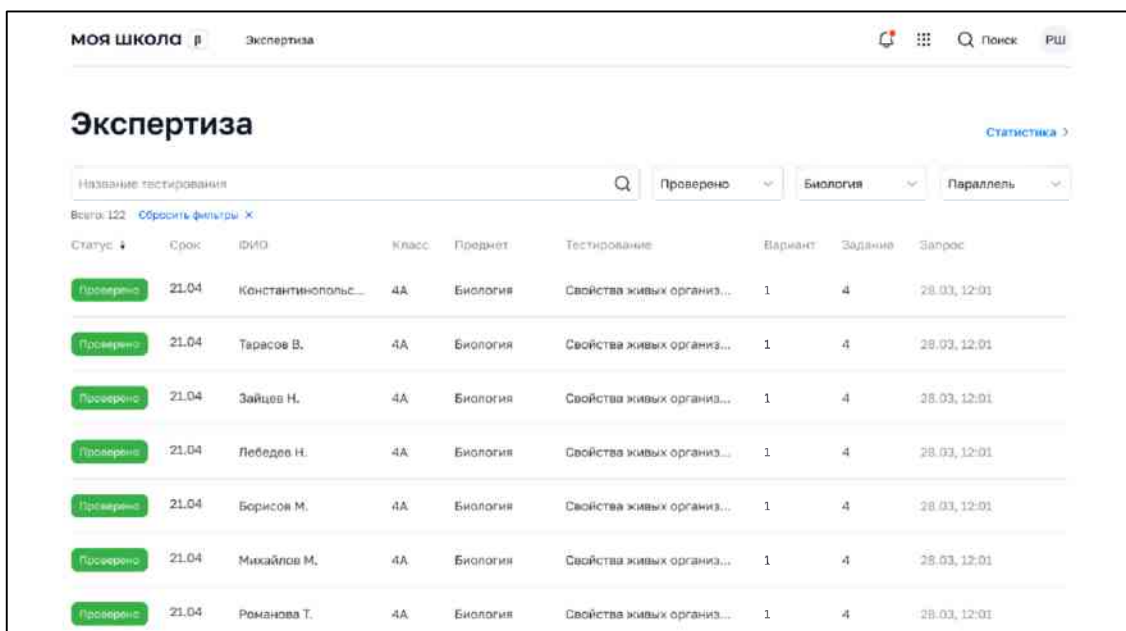 моя школа β Экспертиза Поиск РШ
Экспертиза
Статистика >
Название тестирования Проверено Биология Параллель
Всего: 122 Сбросить фильтры ×
Статус Срок ФИО Класс Предмет Тестирование Вариант Задание Запрос
Проверено 21.04 Константинопольс... 4А Биология Свойства живых организ... 1 4 28.03, 12:01
Проверено 21.04 Тарасов В. 4А Биология Свойства живых организ... 1 4 28.03, 12:01
Проверено 21.04 Зайцев Н. 4А Биология Свойства живых организ... 1 4 28.03, 12:01
Проверено 21.04 Лебедев Н. 4А Биология Свойства живых организ... 1 4 28.03, 12:01
Проверено 21.04 Борисов М. 4А Биология Свойства живых организ... 1 4 28.03, 12:01
Проверено 21.04 Михайлов М. 4А Биология Свойства живых организ... 1 4 28.03, 12:01
Проверено 21.04 Романова Т. 4А Биология Свойства живых организ... 1 4 28.03, 12:01